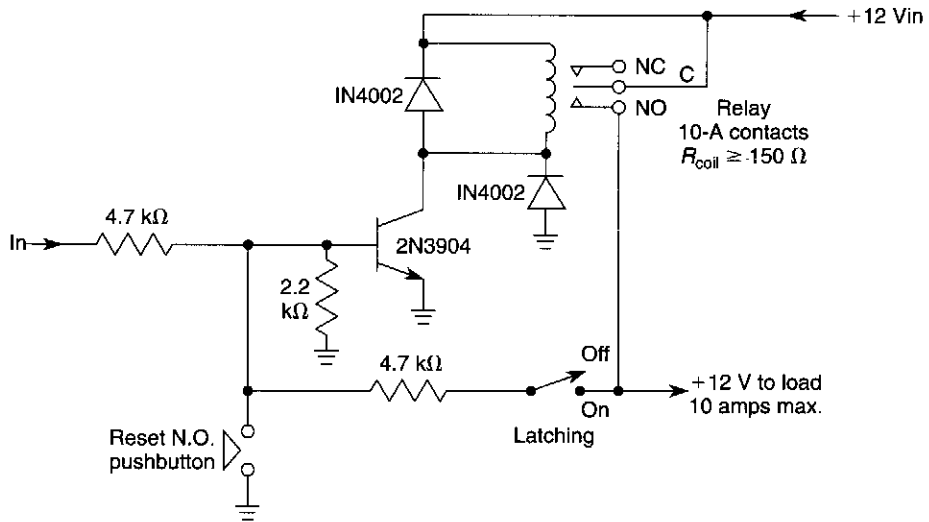 +12 Vin
NC
C
IN4002
NO
Relay
10-A contacts
R_coil ≥ 150 Ω
IN4002
4.7 kΩ
In
2N3904
2.2
kΩ
4.7 kΩ
Off
+12 V to load
On
10 amps max.
Latching
Reset N.O.
pushbutton